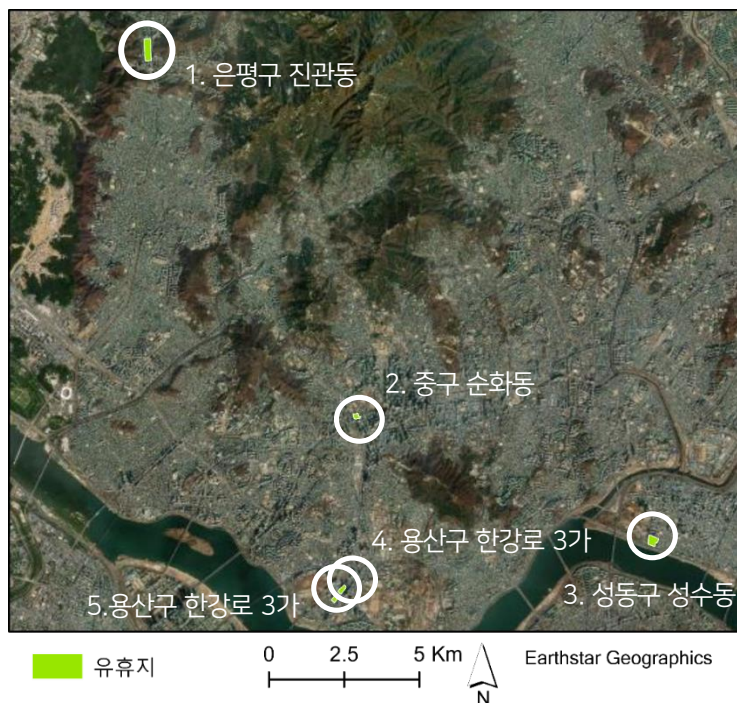 1. 은평구 진관동
2. 중구 순화동
4. 용산구 한강로 3가
3. 성동구 성수동
5.용산구 한강로 3가
유휴지
0 2.5 5 Km
N
Earthstar Geographics